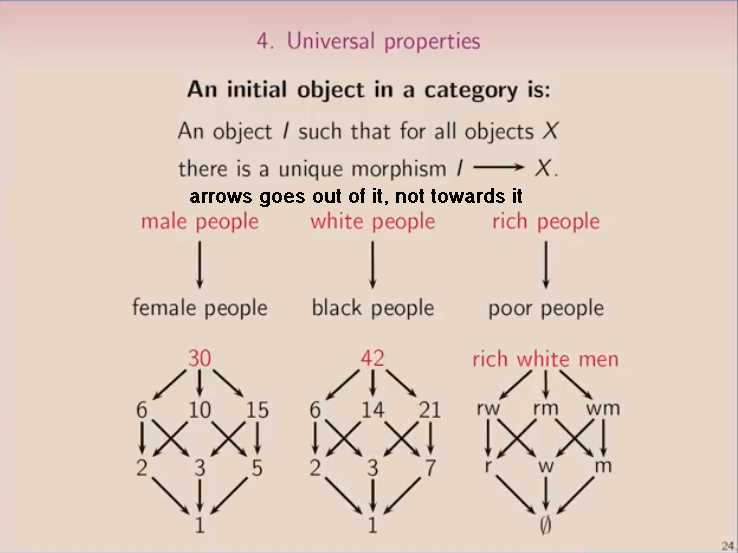 4. Universal properties
An initial object in a category is:
An object I such that for all objects X
there is a unique morphism I ⟶ X.
arrows goes out of it, not towards it
male people white people rich people
female people black people poor people
30 42 rich white men
6 10 15 6 14 21 rw rm wm
2 3 5 2 3 7 r w m
1 1 ∅
24